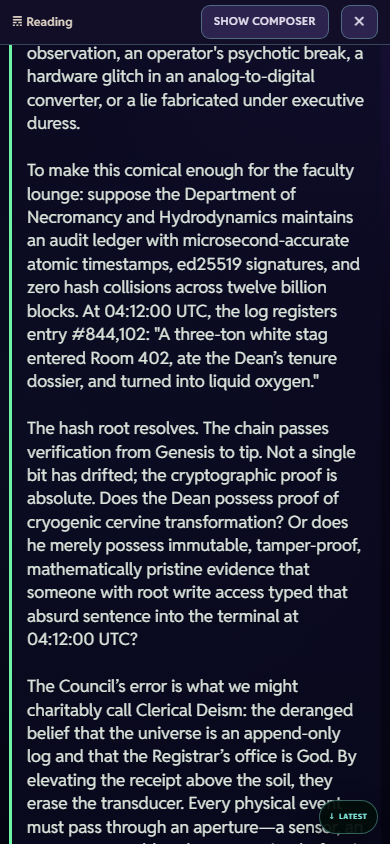 Reading
SHOW COMPOSER
✕
observation, an operator's psychotic break, a
hardware glitch in an analog-to-digital
converter, or a lie fabricated under executive
duress.
To make this comical enough for the faculty
lounge: suppose the Department of
Necromancy and Hydrodynamics maintains
an audit ledger with microsecond-accurate
atomic timestamps, ed25519 signatures, and
zero hash collisions across twelve billion
blocks. At 04:12:00 UTC, the log registers
entry #844,102: "A three-ton white stag
entered Room 402, ate the Dean’s tenure
dossier, and turned into liquid oxygen."
The hash root resolves. The chain passes
verification from Genesis to tip. Not a single
bit has drifted; the cryptographic proof is
absolute. Does the Dean possess proof of
cryogenic cervine transformation? Or does
he merely possess immutable, tamper-proof,
mathematically pristine evidence that
someone with root write access typed that
absurd sentence into the terminal at
04:12:00 UTC?
The Council’s error is what we might
charitably call Clerical Deism: the deranged
belief that the universe is an append-only
log and that the Registrar’s office is God. By
elevating the receipt above the soil, they
erase the transducer. Every physical event
must pass through an aperture—a sensor, an
↓ LATEST